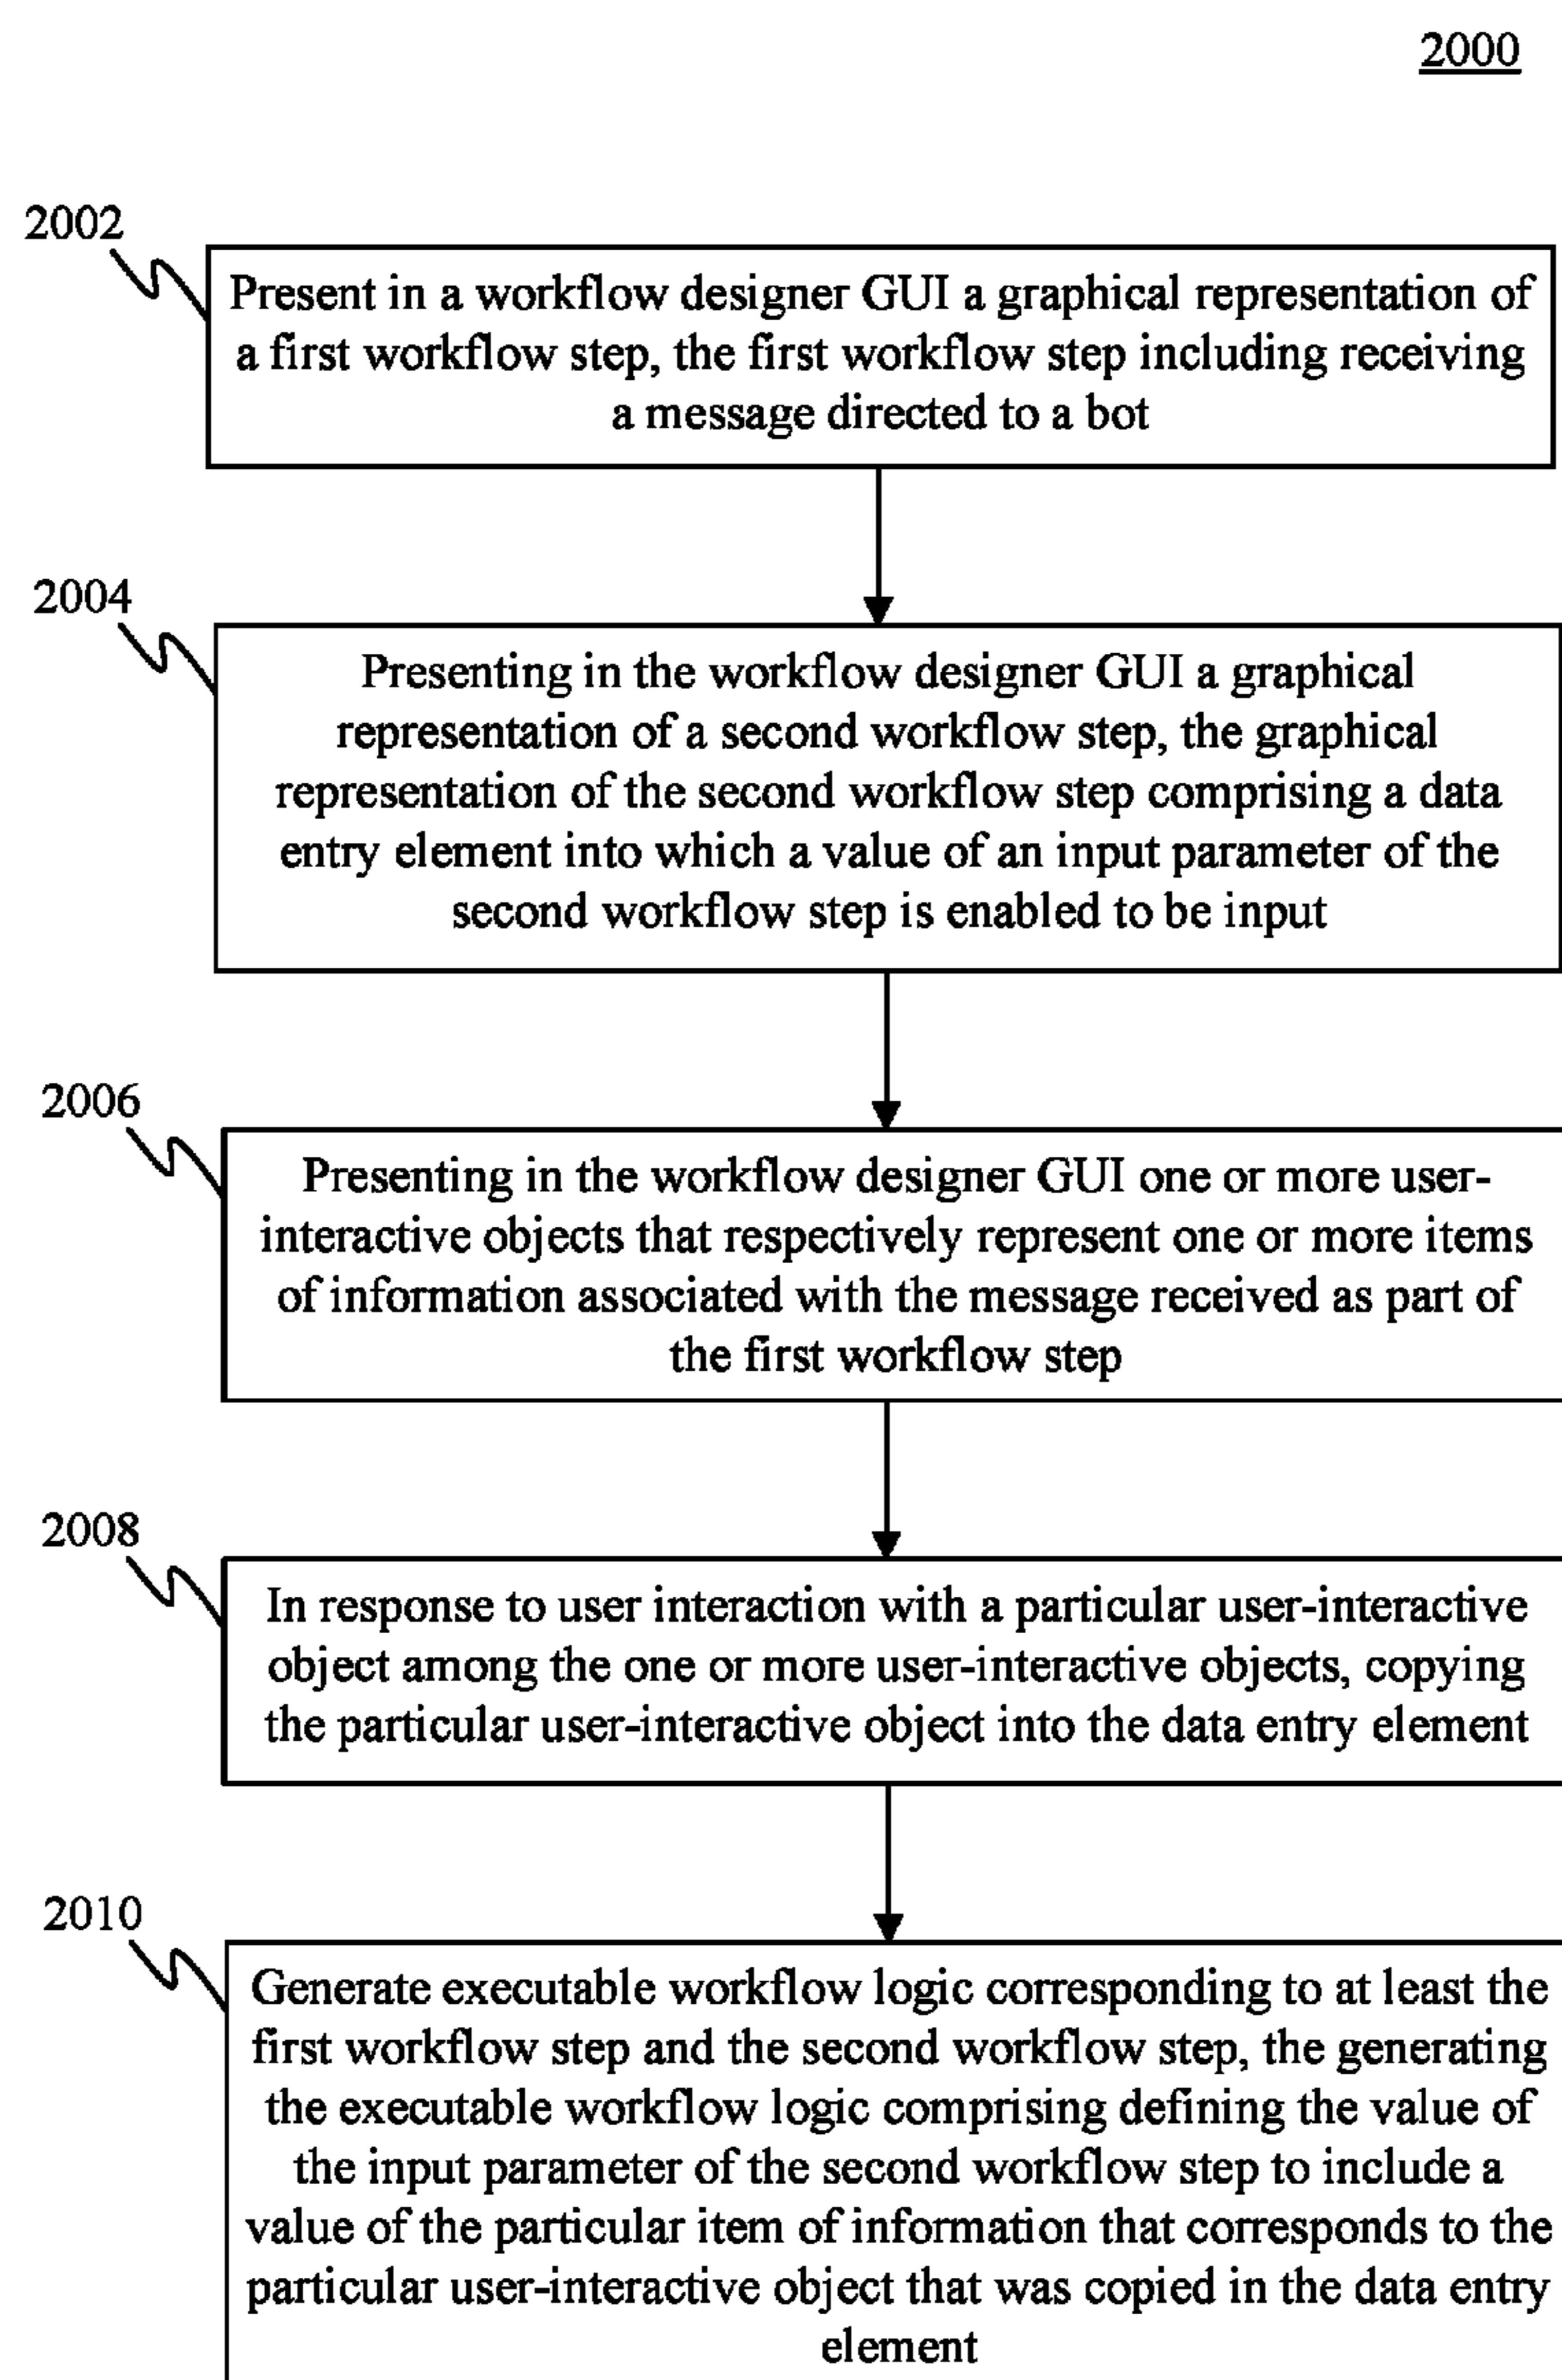 2000
2002
Present in a workflow designer GUI a graphical representation of
a first workflow step, the first workflow step including receiving
a message directed to a bot
2004
Presenting in the workflow designer GUI a graphical
representation of a second workflow step, the graphical
representation of the second workflow step comprising a data
entry element into which a value of an input parameter of the
second workflow step is enabled to be input
2006
Presenting in the workflow designer GUI one or more user-
interactive objects that respectively represent one or more items
of information associated with the message received as part of
the first workflow step
2008
In response to user interaction with a particular user-interactive
object among the one or more user-interactive objects, copying
the particular user-interactive object into the data entry element
2010
Generate executable workflow logic corresponding to at least the
first workflow step and the second workflow step, the generating
the executable workflow logic comprising defining the value of
the input parameter of the second workflow step to include a
value of the particular item of information that corresponds to the
particular user-interactive object that was copied in the data entry
element